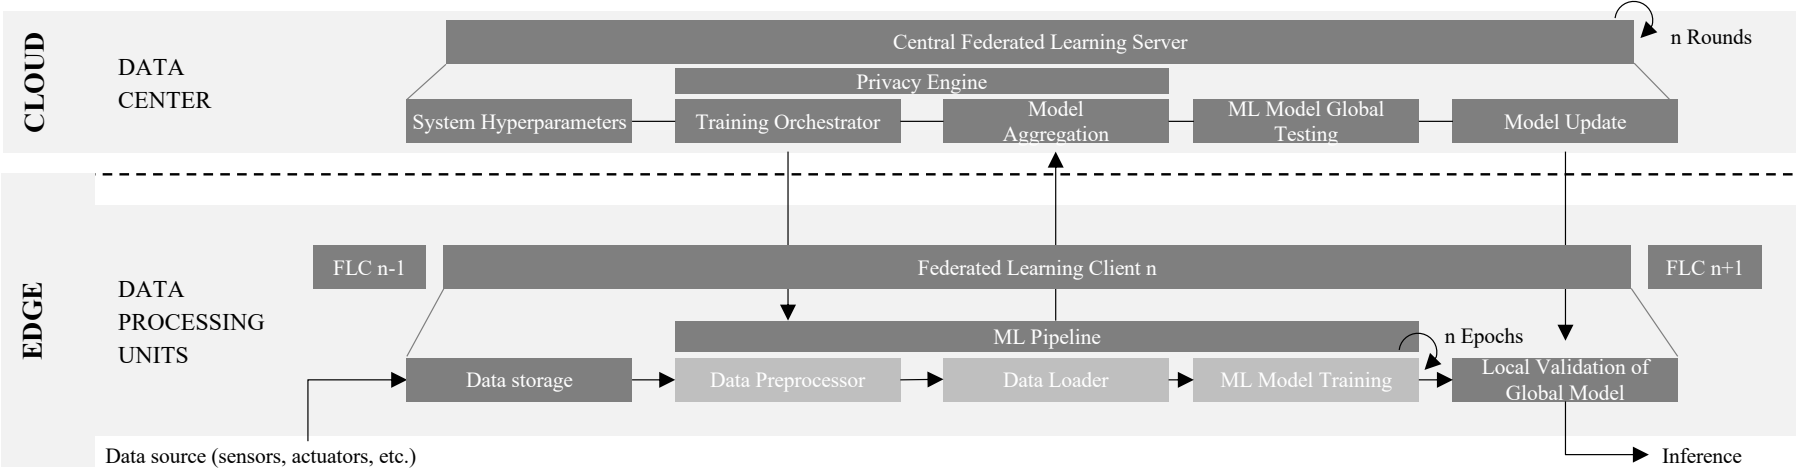 CLOUD
DATA
CENTER
Central Federated Learning Server
n Rounds
Privacy Engine
System Hyperparameters
Training Orchestrator
Model
Aggregation
ML Model Global
Testing
Model Update
EDGE
DATA
PROCESSING
UNITS
FLC n-1
Federated Learning Client n
FLC n+1
ML Pipeline
n Epochs
Data storage
Data Preprocessor
Data Loader
ML Model Training
Local Validation of
Global Model
Data source (sensors, actuators, etc.)
Inference